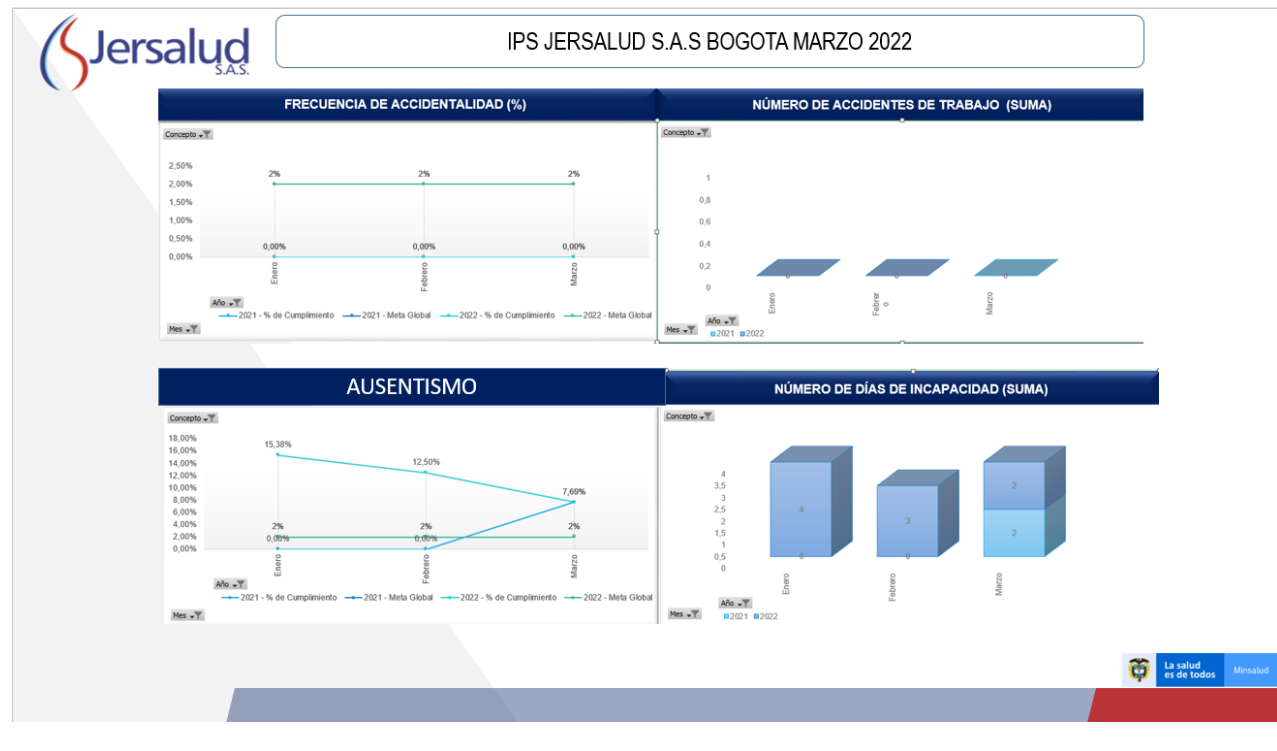 Jersalud
S.A.S.
IPS JERSALUD S.A.S BOGOTA MARZO 2022
FRECUENCIA DE ACCIDENTALIDAD (%)
Concepto
2,50%
2,00%
1,50%
1,00%
0,50%
0,00%
2%
2%
2%
0,00%
0,00%
0,00%
Enero
Febrero
Marzo
Año
2021 - % de Cumplimiento
2021 - Meta Global
2022 - % de Cumplimiento
2022 - Meta Global
Mes
NÚMERO DE ACCIDENTES DE TRABAJO (SUMA)
Concepto
1
0,8
0,6
0,4
0,2
0
0
0
0
Enero
Febrer
o
Marzo
Año
Mes
2021
2022
AUSENTISMO
Concepto
18,00%
16,00%
14,00%
12,00%
10,00%
8,00%
6,00%
4,00%
2,00%
0,00%
15,38%
12,50%
7,69%
2%
2%
2%
0,00%
0,00%
Enero
Febrero
Marzo
Año
2021 - % de Cumplimiento
2021 - Meta Global
2022 - % de Cumplimiento
2022 - Meta Global
Mes
NÚMERO DE DÍAS DE INCAPACIDAD (SUMA)
Concepto
4
3,5
3
2,5
2
1,5
1
0,5
0
4
0
3
0
2
2
Enero
Febrero
Marzo
Año
Mes
2021
2022
La salud
es de todos
Minsalud